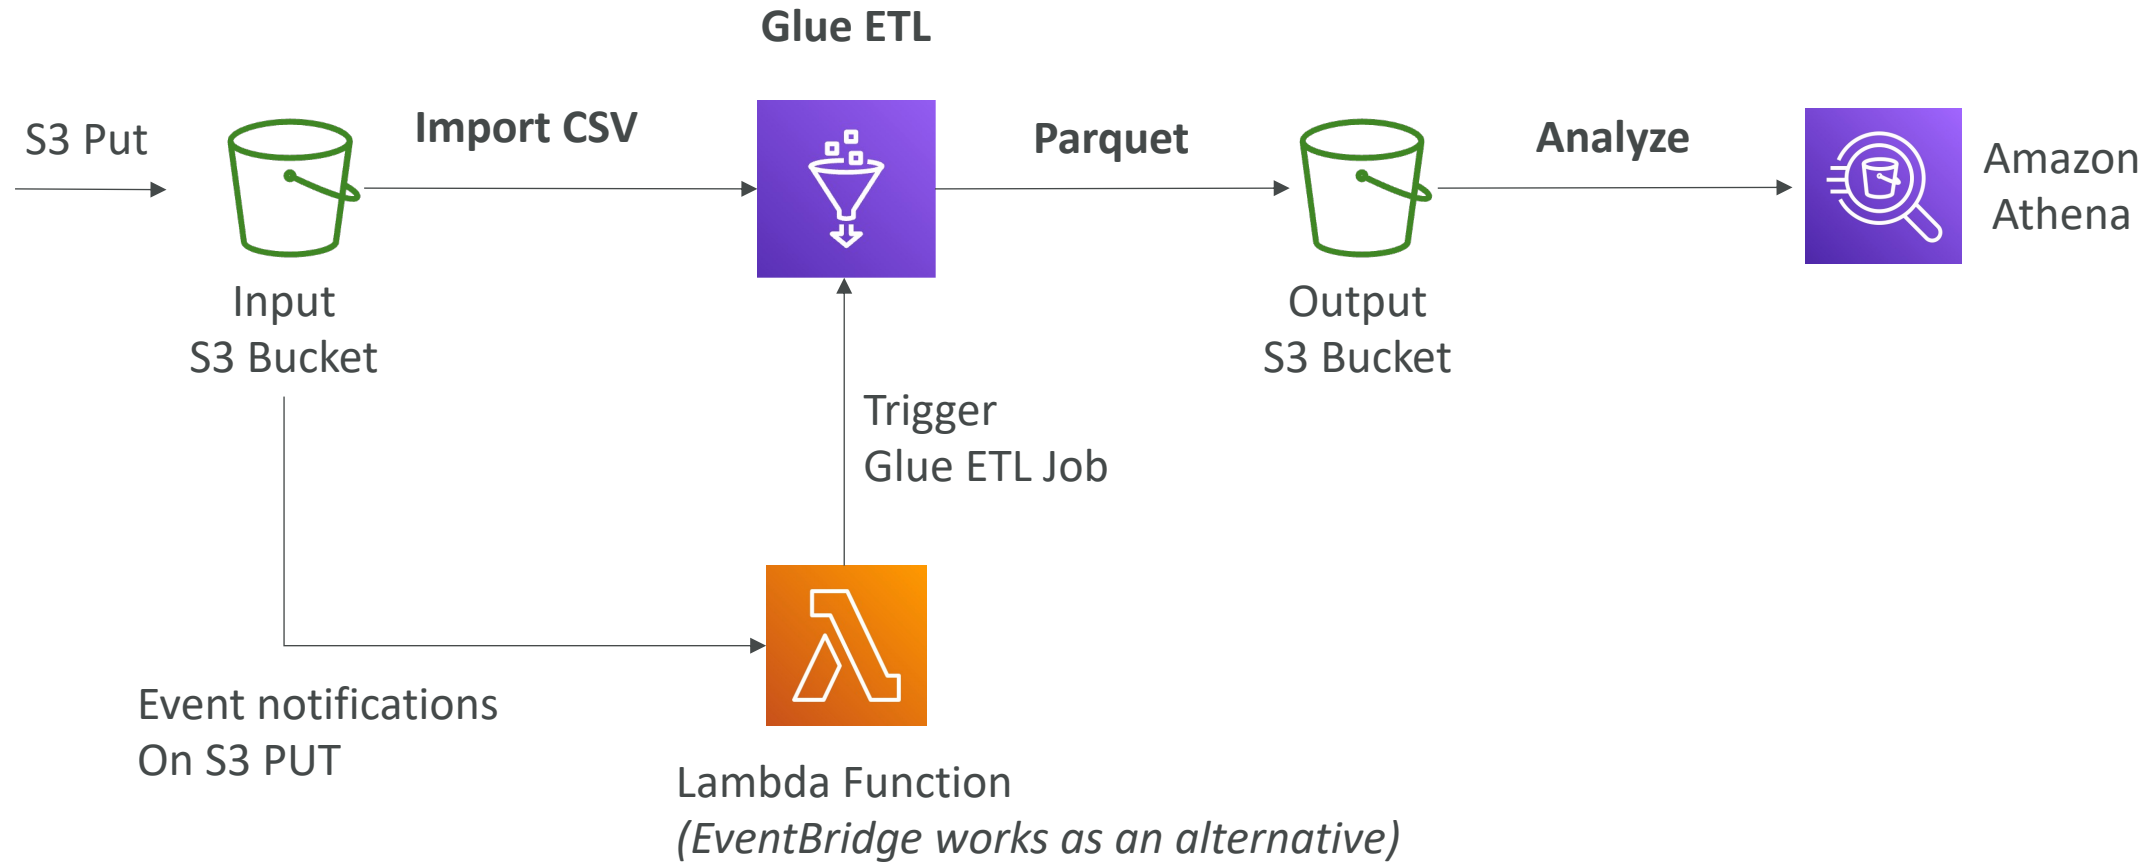 Glue ETL
S3 Put
Import CSV
Parquet
Analyze
Amazon
Athena
Input
S3 Bucket
Output
S3 Bucket
Trigger
Glue ETL Job
Event notifications
On S3 PUT
Lambda Function
(EventBridge works as an alternative)